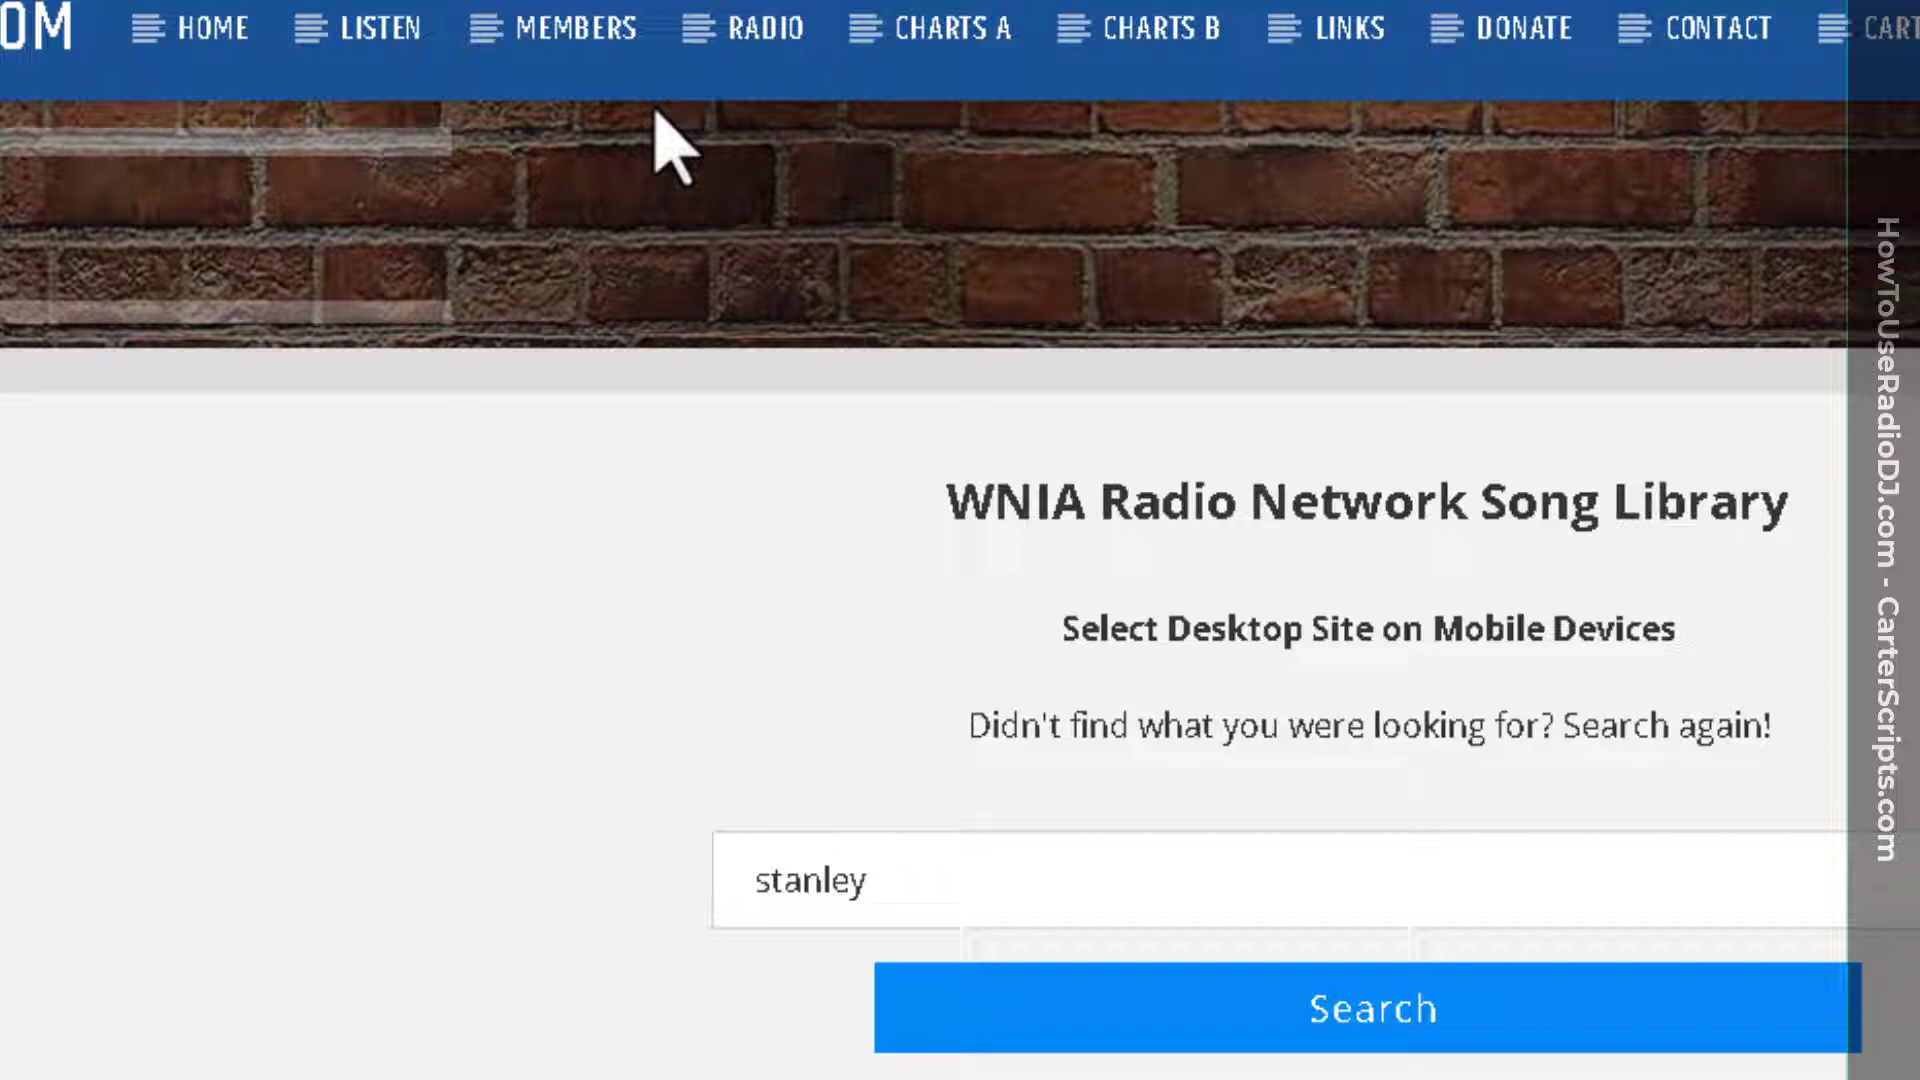 OM HOME LISTEN MEMBERS RADIO CHARTS A CHARTS B LINKS DONATE CONTACT CART
WNIA Radio Network Song Library
Select Desktop Site on Mobile Devices
Didn't find what you were looking for? Search again!
stanley
Search
HowToUseRadioDJ.com - CarterScripts.com